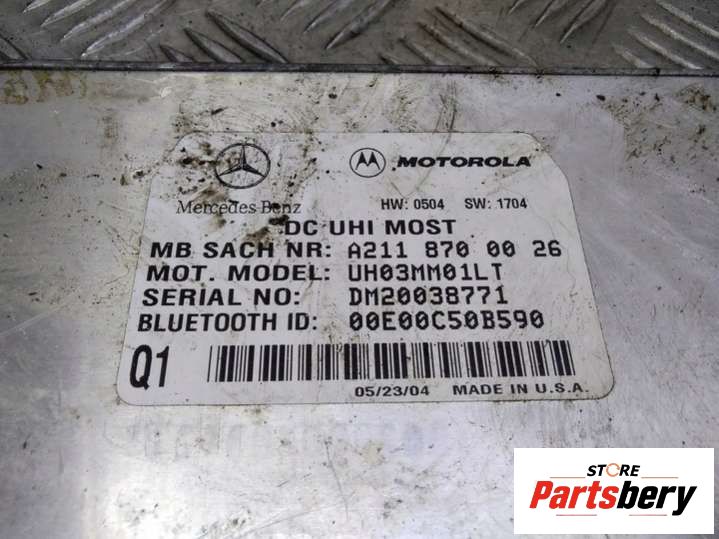 MOTOROLA
Mercedes Benz
HW: 0504 SW: 1704
DC UHI MOST
MB SACH NR: A211 870 00 26
MOT. MODEL: UH03MM01LT
SERIAL NO: DM20038771
BLUETOOTH ID: 00E00C50B590
Q1
05/23/04 MADE IN U.S.A.
STORE
Partsbery